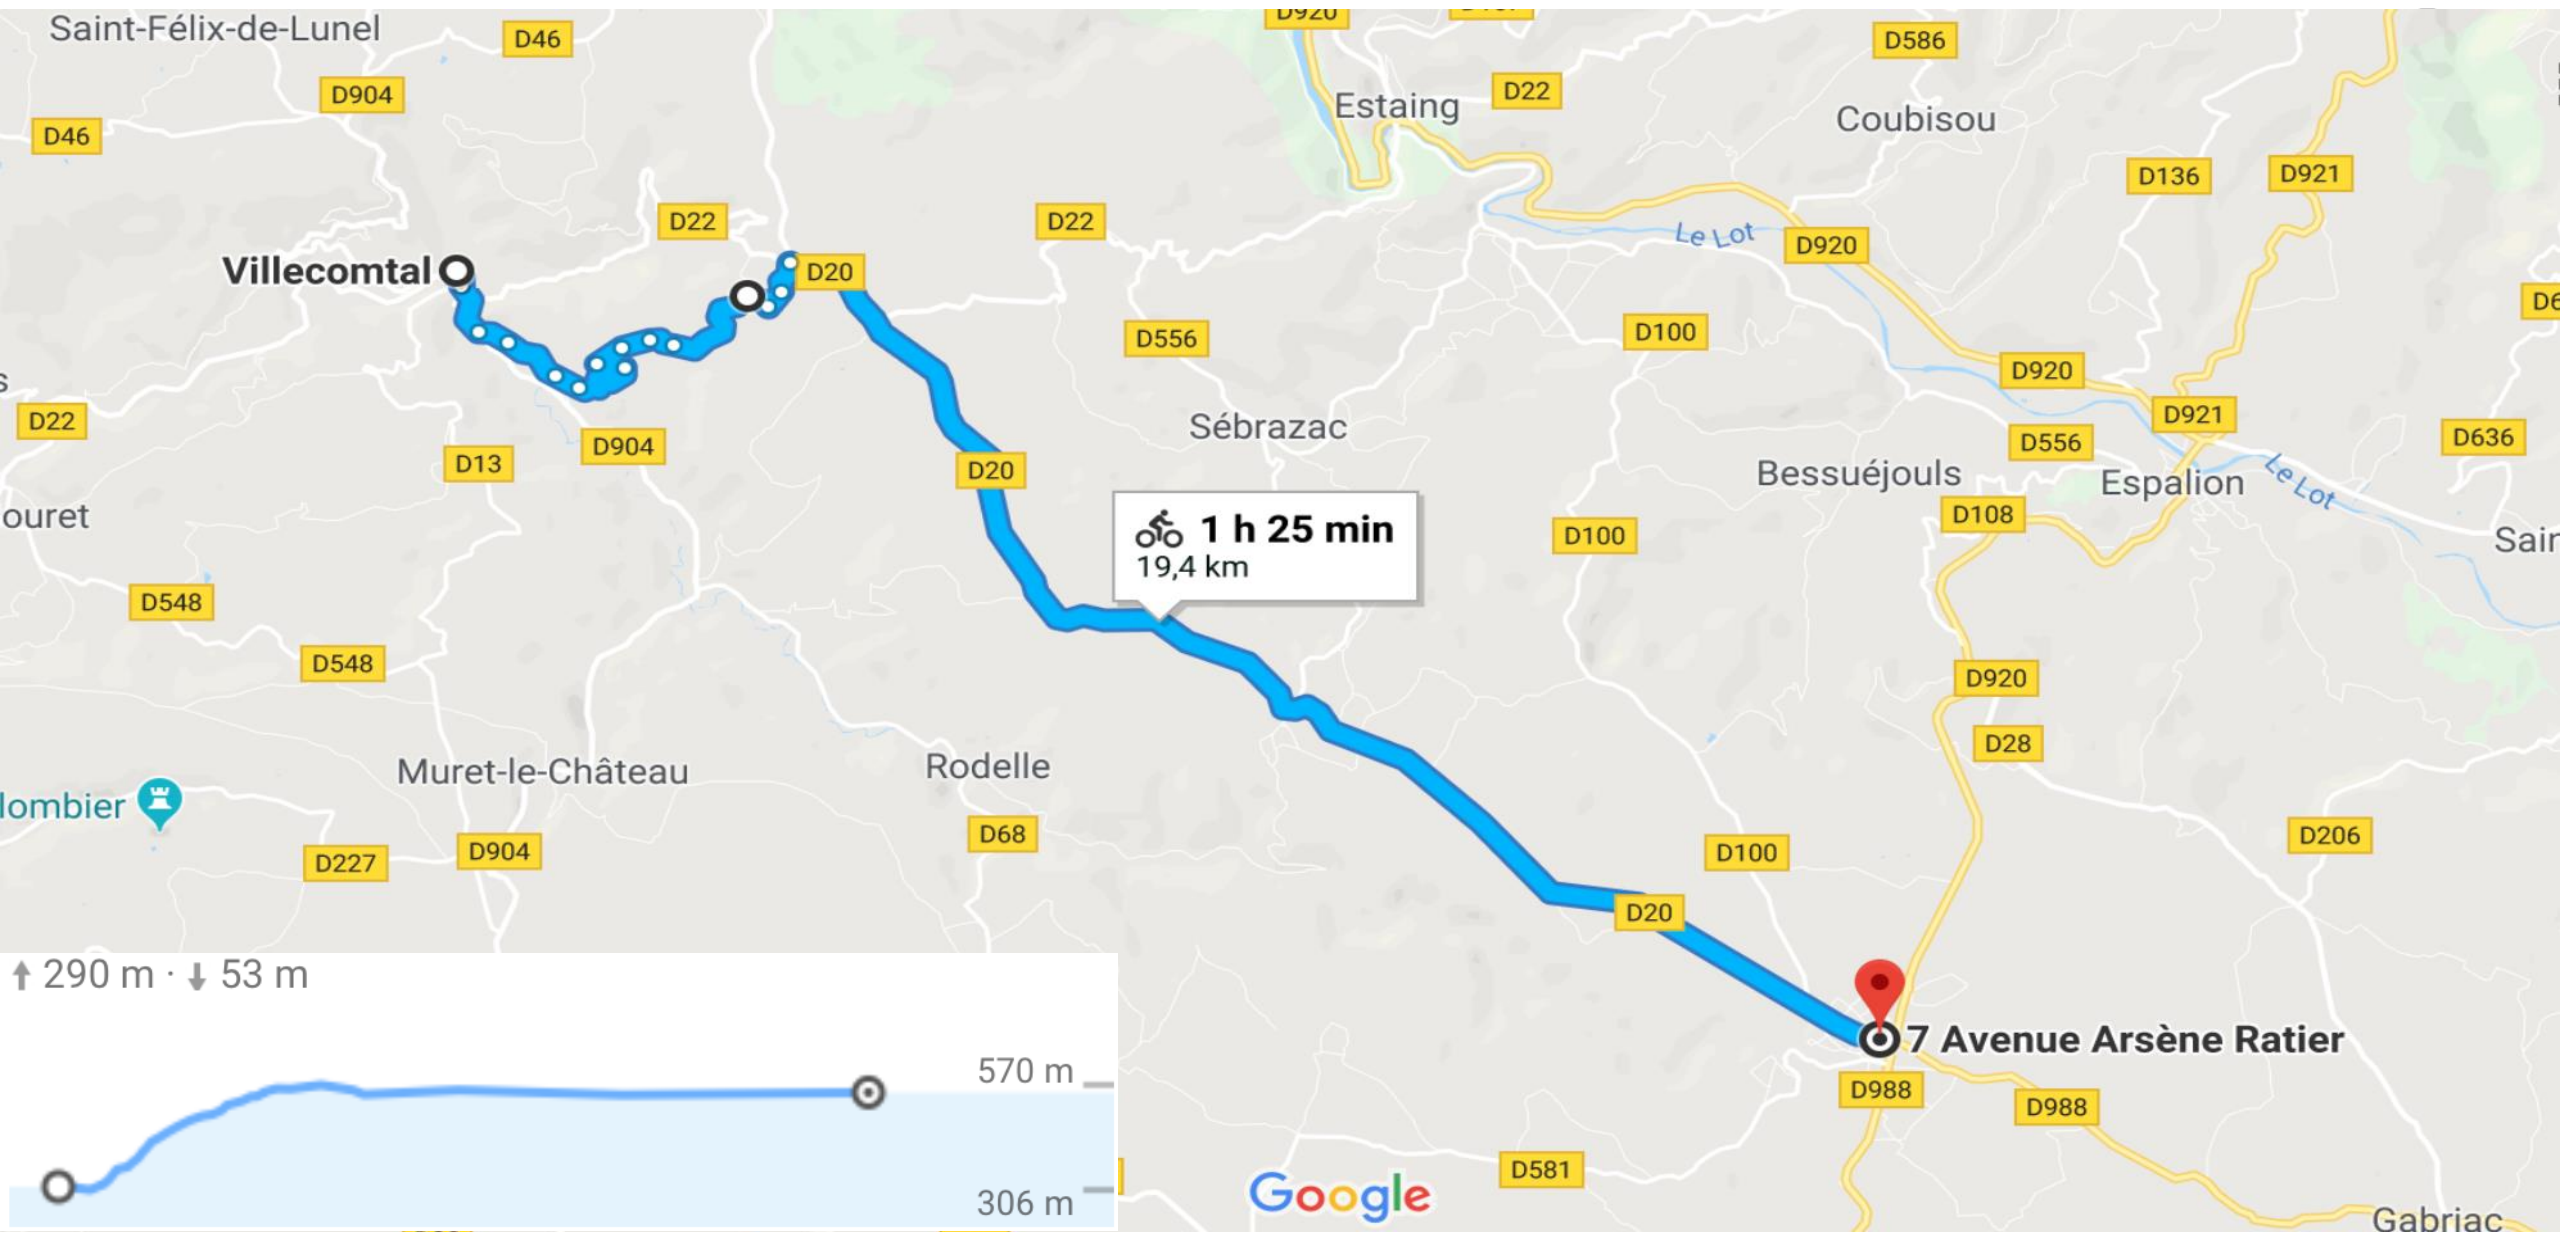 D920
Saint-Félix-de-Lunel
D46
D586
D904
D22
Estaing
Coubisou
D46
D136
D921
D22
D22
Le Lot
D920
Villecomtal
D20
D556
D100
D920
D22
D921
Sébrazac
D904
D556
D636
D13
D20
Bessuéjouls
Espalion
Le Lot
ouret
D108
1 h 25 min
D100
Sain
19,4 km
D548
D548
D920
D28
Muret-le-Château
Rodelle
lombier
D68
D206
D227
D904
D100
D20
290 m · 53 m
7 Avenue Arsène Ratier
570 m
D988
D988
D581
306 m
Google
Gabriac